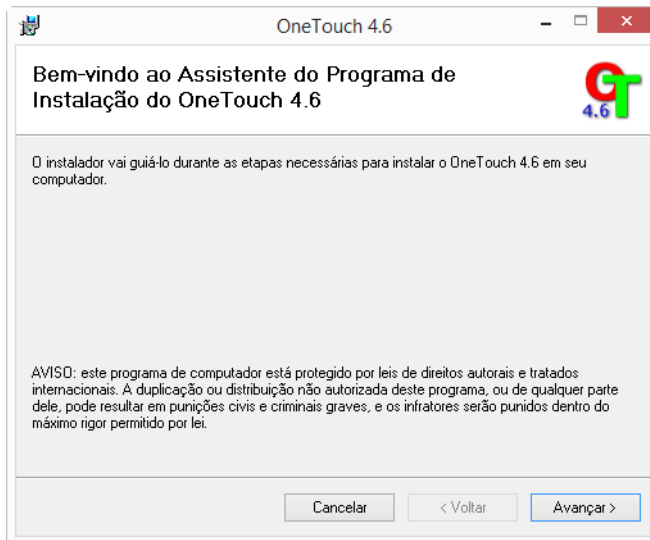 OneTouch 4.6
Bem-vindo ao Assistente do Programa de
Instalação do OneTouch 4.6
OT
4.6
O instalador vai guiá-lo durante as etapas necessárias para instalar o OneTouch 4.6 em seu
computador.
AVISO: este programa de computador está protegido por leis de direitos autorais e tratados
internacionais. A duplicação ou distribuição não autorizada deste programa, ou de qualquer parte
dele, pode resultar em punições civis e criminais graves, e os infratores serão punidos dentro do
máximo rigor permitido por lei.
Cancelar
< Voltar
Avançar >